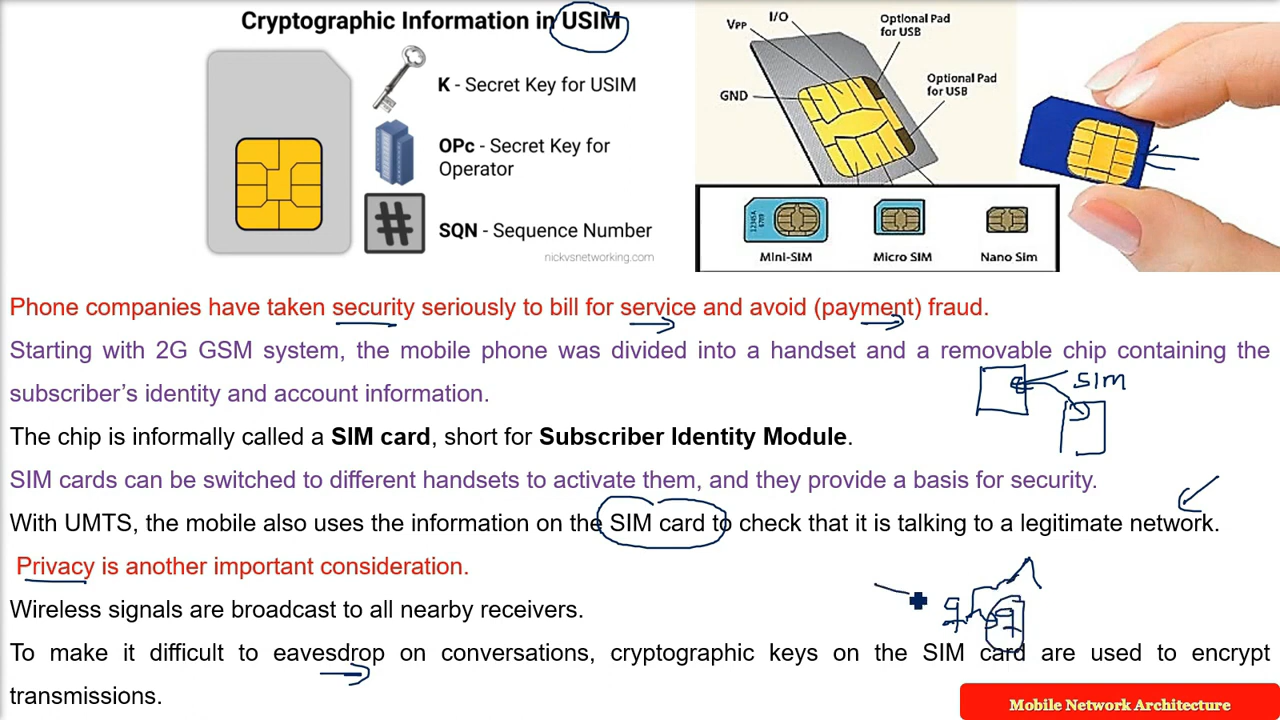 Cryptographic Information in USIM
K - Secret Key for USIM
OPc - Secret Key for
Operator
SQN - Sequence Number
nickvsnetworking.com
VPP
I/O
Optional Pad
for USB
Optional Pad
for USB
GND
Mini-SIM
Micro SIM
Nano Sim
Phone companies have taken security seriously to bill for service and avoid (payment) fraud.
Starting with 2G GSM system, the mobile phone was divided into a handset and a removable chip containing the
subscriber’s identity and account information.
SIM
The chip is informally called a SIM card, short for Subscriber Identity Module.
SIM cards can be switched to different handsets to activate them, and they provide a basis for security.
With UMTS, the mobile also uses the information on the SIM card to check that it is talking to a legitimate network.
Privacy is another important consideration.
Wireless signals are broadcast to all nearby receivers.
To make it difficult to eavesdrop on conversations, cryptographic keys on the SIM card are used to encrypt
transmissions.
Mobile Network Architecture